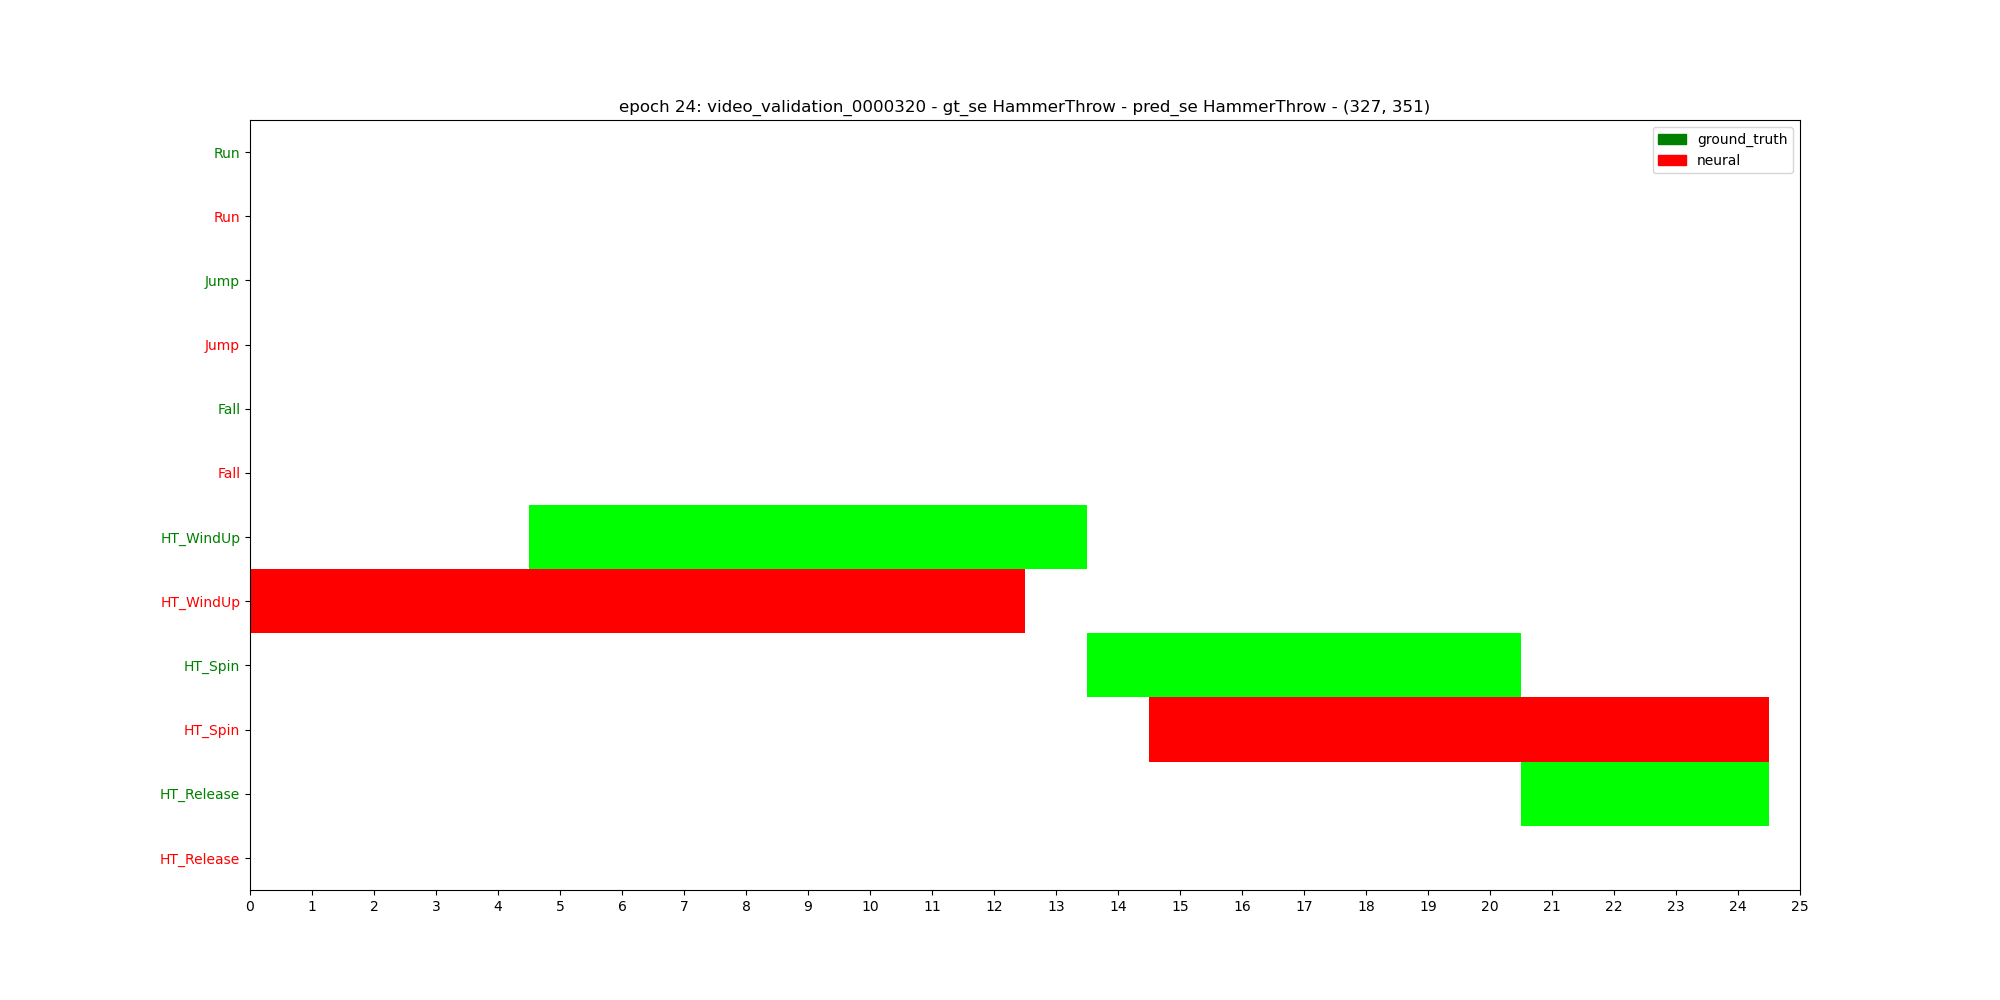 epoch 24: video_validation_0000320 - gt_se HammerThrow - pred_se HammerThrow - (327, 351)
ground_truth
neural
Run
Run
Jump
Jump
Fall
Fall
HT_WindUp
HT_WindUp
HT_Spin
HT_Spin
HT_Release
HT_Release
0 1 2 3 4 5 6 7 8 9 10 11 12 13 14 15 16 17 18 19 20 21 22 23 24 25